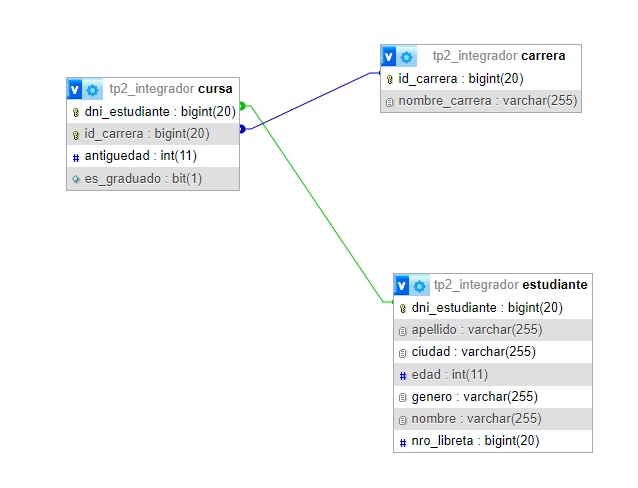 tp2_integrador carrera
id_carrera : bigint(20)
nombre_carrera : varchar(255)
tp2_integrador cursa
dni_estudiante : bigint(20)
id_carrera : bigint(20)
# antiguedad : int(11)
es_graduado : bit(1)
tp2_integrador estudiante
dni_estudiante : bigint(20)
apellido : varchar(255)
ciudad : varchar(255)
# edad : int(11)
genero : varchar(255)
nombre : varchar(255)
# nro_libreta : bigint(20)